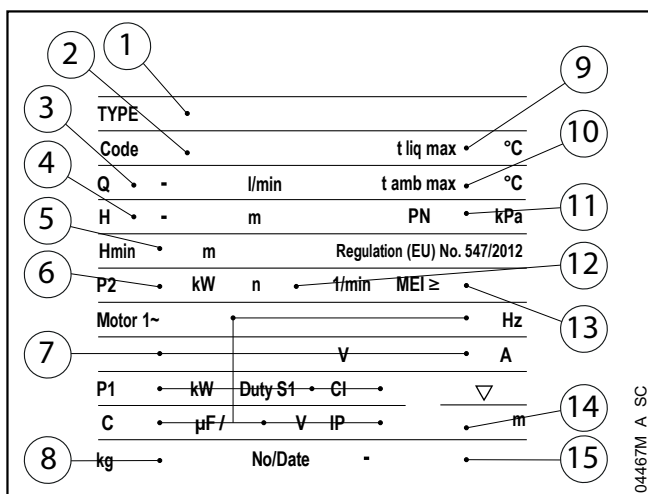 1
2
3
4
5
6
7
8
9
10
11
12
13
14
15
TYPE
Code t liq max °C
Q - l/min t amb max °C
H - m PN kPa
Hmin m Regulation (EU) No. 547/2012
P2 kW n 1/min MEI ≥
Motor 1~ Hz
V A
P1 kW Duty S1 Cl
C µF / V IP m
kg No/Date -
04467M A SC